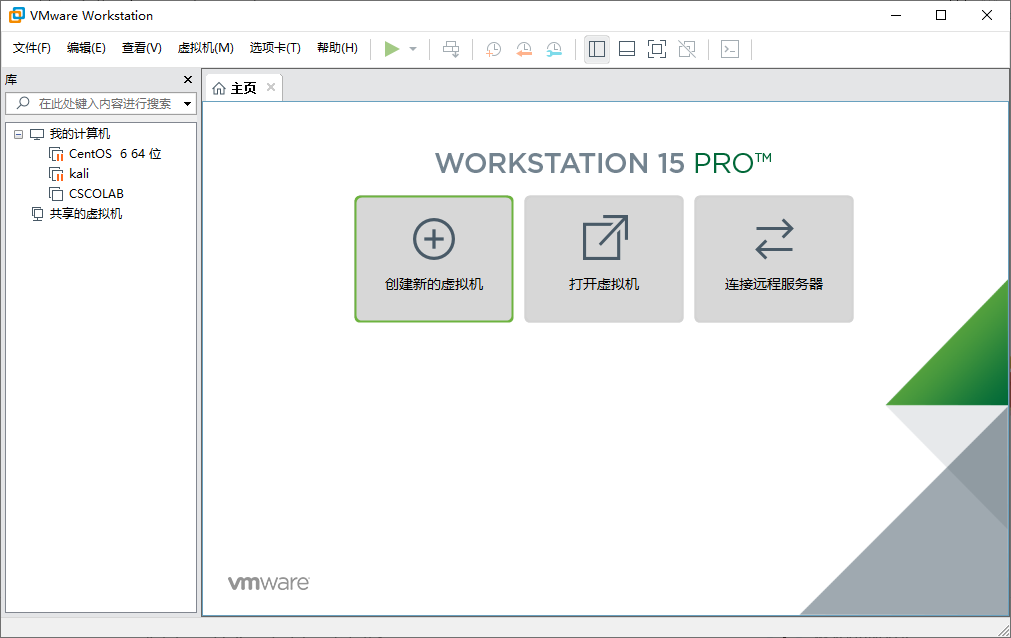 VMware Workstation
文件(F) 编辑(E) 查看(V) 虚拟机(M) 选项卡(T) 帮助(H)
库
在此处键入内容进行搜索
主页
我的计算机
CentOS 6 64 位
kali
CSCOLAB
共享的虚拟机
WORKSTATION 15 PRO™
创建新的虚拟机 打开虚拟机 连接远程服务器
vmware